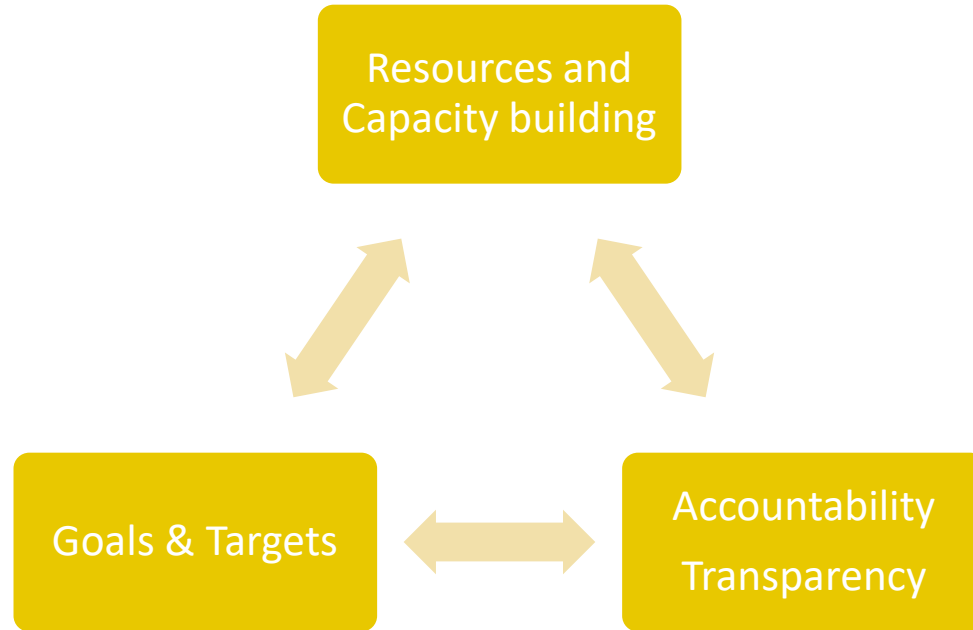 Resources and
Capacity building
Goals & Targets
Accountability
Transparency